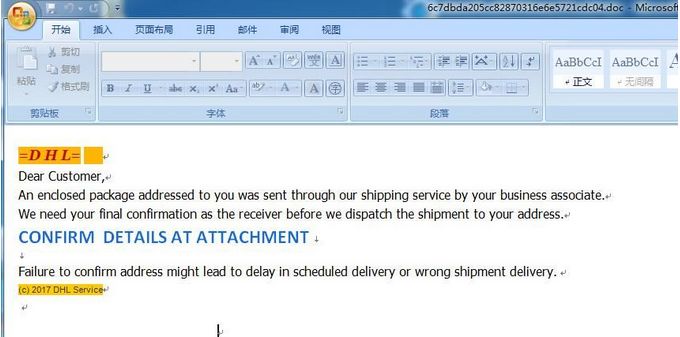 6c7dbda205cc82870316e6e5721cdc04.doc - Microsof
开始 插入 页面布局 引用 邮件 审阅 视图
剪切
复制
格式刷
粘贴
B I U abc x₂ x² Aa
AaBbCcI AaBbCcI
正文 无间隔
剪贴板 字体 段落
=D H L=
Dear Customer,
An enclosed package addressed to you was sent through our shipping service by your business associate.
We need your final confirmation as the receiver before we dispatch the shipment to your address.
CONFIRM DETAILS AT ATTACHMENT
Failure to confirm address might lead to delay in scheduled delivery or wrong shipment delivery.
(c) 2017 DHL Service